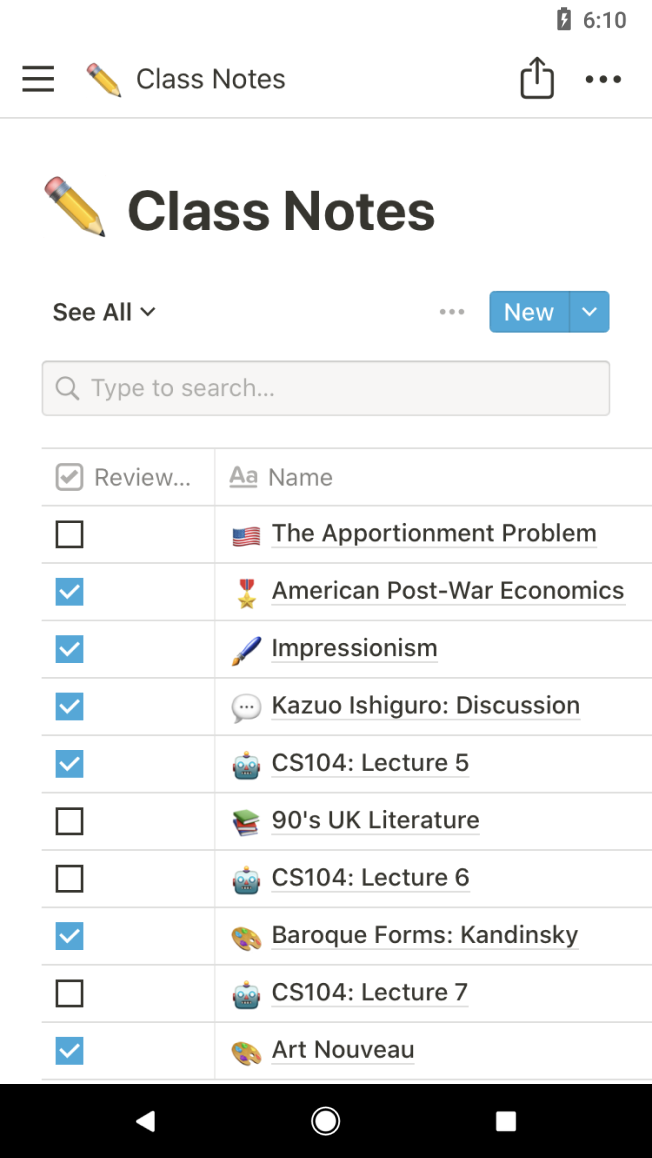 6:10
Class Notes
Class Notes
See All
New
Type to search...
Review...
Aa Name
The Apportionment Problem
American Post-War Economics
Impressionism
Kazuo Ishiguro: Discussion
CS104: Lecture 5
90's UK Literature
CS104: Lecture 6
Baroque Forms: Kandinsky
CS104: Lecture 7
Art Nouveau